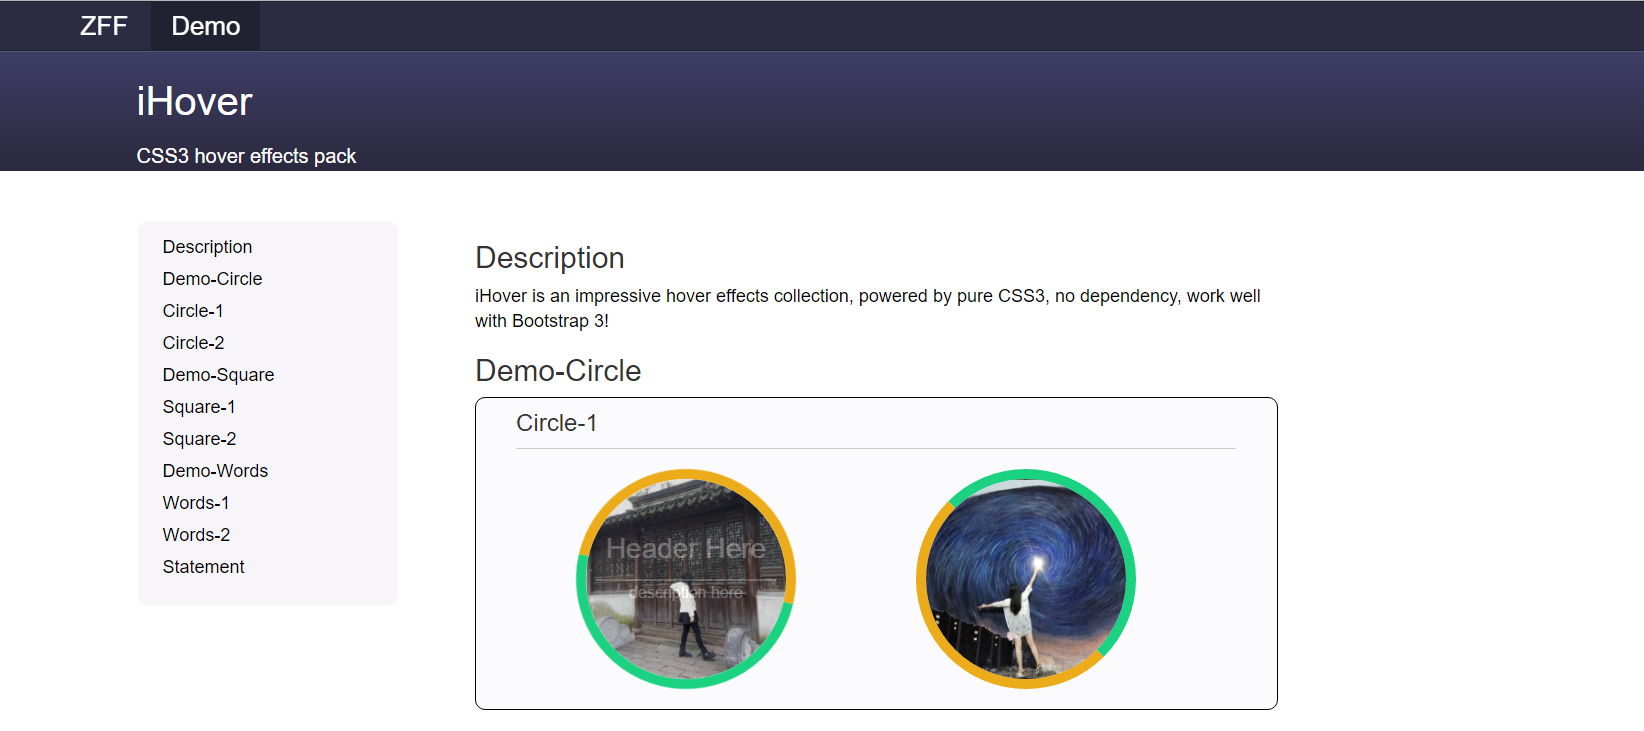 ZFF Demo
iHover
CSS3 hover effects pack
Description
Demo-Circle
Circle-1
Circle-2
Demo-Square
Square-1
Square-2
Demo-Words
Words-1
Words-2
Statement
Description
iHover is an impressive hover effects collection, powered by pure CSS3, no dependency, work well
with Bootstrap 3!
Demo-Circle
Circle-1
Header Here
description here